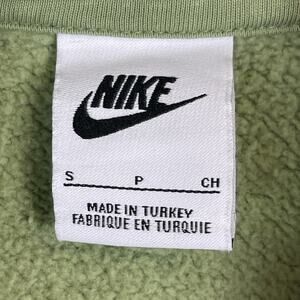 NIKE
S P CH
MADE IN TURKEY
FABRIQUE EN TURQUIE